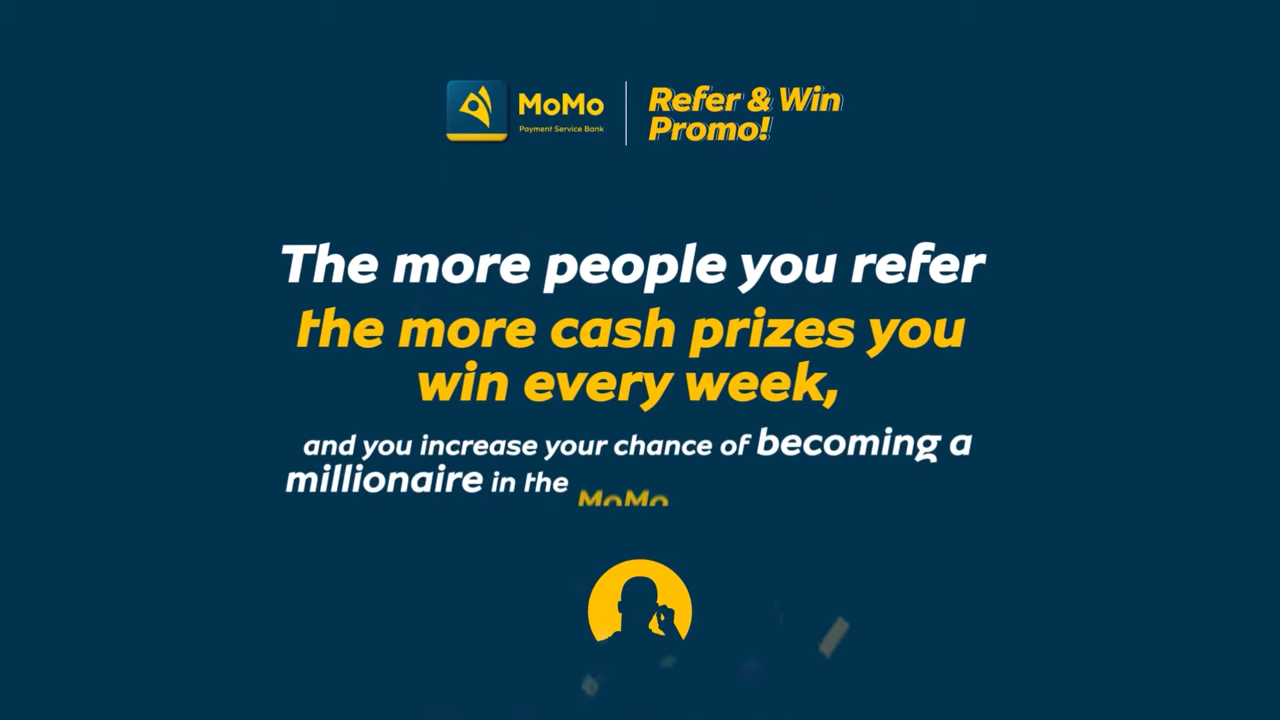 MoMo
Payment Service Bank
Refer & Win
Promo!
The more people you refer
the more cash prizes you
win every week,
and you increase your chance of becoming a
millionaire in the MoMo